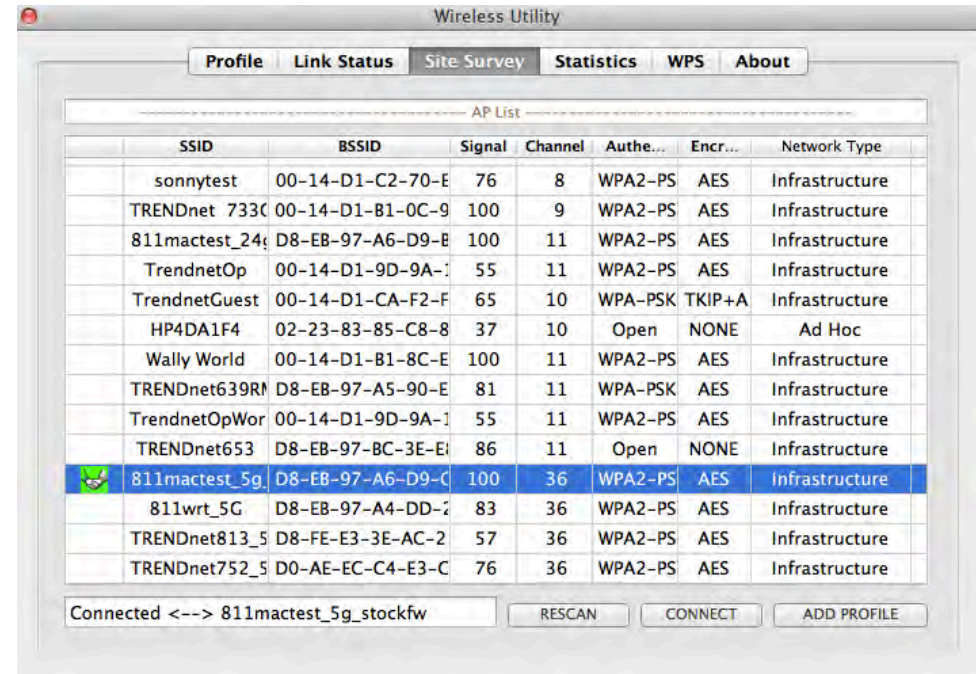 Wireless Utility
Profile Link Status Site Survey Statistics WPS About
AP List
SSID BSSID Signal Channel Authe... Encr... Network Type
sonnytest 00-14-D1-C2-70-E 76 8 WPA2-PS AES Infrastructure
TRENDnet 733( 00-14-D1-B1-0C-9 100 9 WPA2-PS AES Infrastructure
811mactest_24g D8-EB-97-A6-D9-B 100 11 WPA2-PS AES Infrastructure
TrendnetOp 00-14-D1-9D-9A-1 55 11 WPA2-PS AES Infrastructure
TrendnetGuest 00-14-D1-CA-F2-F 65 10 WPA-PSK TKIP+A Infrastructure
HP4DA1F4 02-23-83-85-C8-8 37 10 Open NONE Ad Hoc
Wally World 00-14-D1-B1-8C-E 100 11 WPA2-PS AES Infrastructure
TRENDnet639R D8-EB-97-A5-90-E 81 11 WPA-PSK AES Infrastructure
TrendnetOpWor 00-14-D1-9D-9A-1 55 11 WPA2-PS AES Infrastructure
TRENDnet653 D8-EB-97-BC-3E-E 86 11 Open NONE Infrastructure
811mactest_5g_ D8-EB-97-A6-D9-C 100 36 WPA2-PS AES Infrastructure
811wrt_5G D8-EB-97-A4-DD-2 83 36 WPA2-PS AES Infrastructure
TRENDnet813_5 D8-FE-E3-3E-AC-2 57 36 WPA2-PS AES Infrastructure
TRENDnet752_5 D0-AE-EC-C4-E3-C 76 36 WPA2-PS AES Infrastructure
Connected <--> 811mactest_5g_stockfw RESCAN CONNECT ADD PROFILE